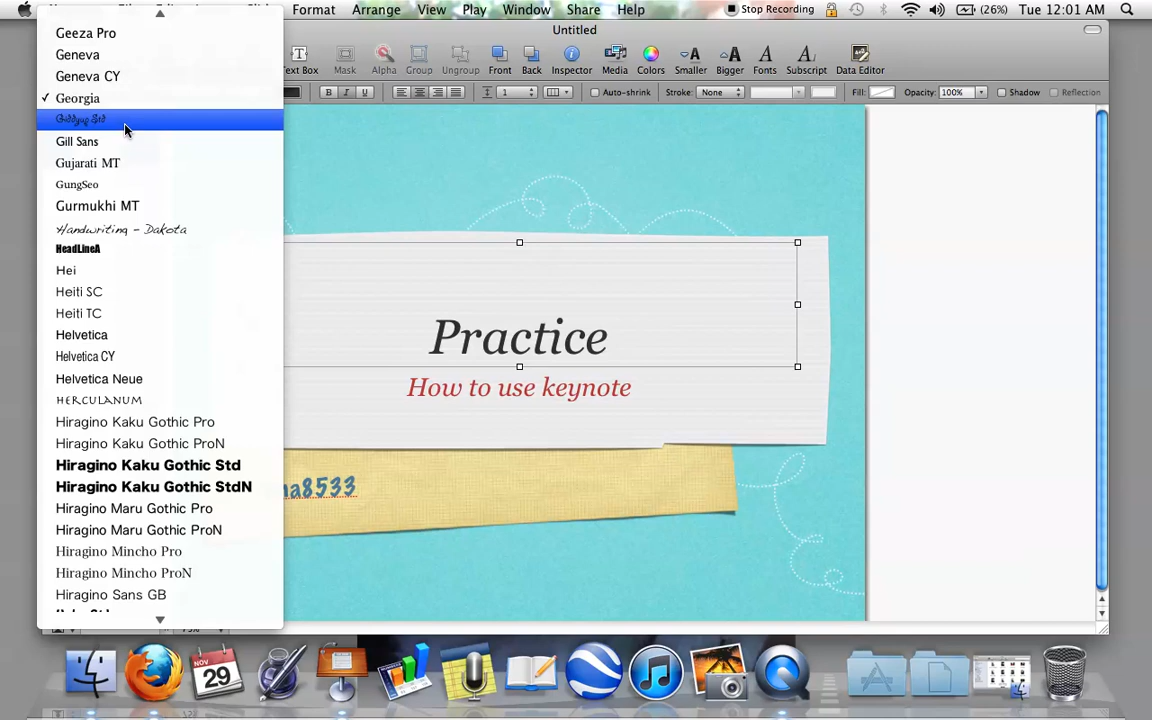 Format Arrange View Play Window Share Help Stop Recording (26%) Tue 12:01 AM
Untitled
Text Box Mask Alpha Group Ungroup Front Back Inspector Media Colors Smaller Bigger Fonts Subscript Data Editor
B I U 1 Auto-shrink Stroke: None Fill: Opacity: 100% Shadow Reflection
Geeza Pro
Geneva
Geneva CY
✓ Georgia
Giddyup Std
Gill Sans
Gujarati MT
GungSeo
Gurmukhi MT
Handwriting - Dakota
HeadLineA
Hei
Heiti SC
Heiti TC
Helvetica
Helvetica CY
Helvetica Neue
HERCULANUM
Hiragino Kaku Gothic Pro
Hiragino Kaku Gothic ProN
Hiragino Kaku Gothic Std
Hiragino Kaku Gothic StdN
Hiragino Maru Gothic Pro
Hiragino Maru Gothic ProN
Hiragino Mincho Pro
Hiragino Mincho ProN
Hiragino Sans GB
Practice
How to use keynote
na8533
NOV
29